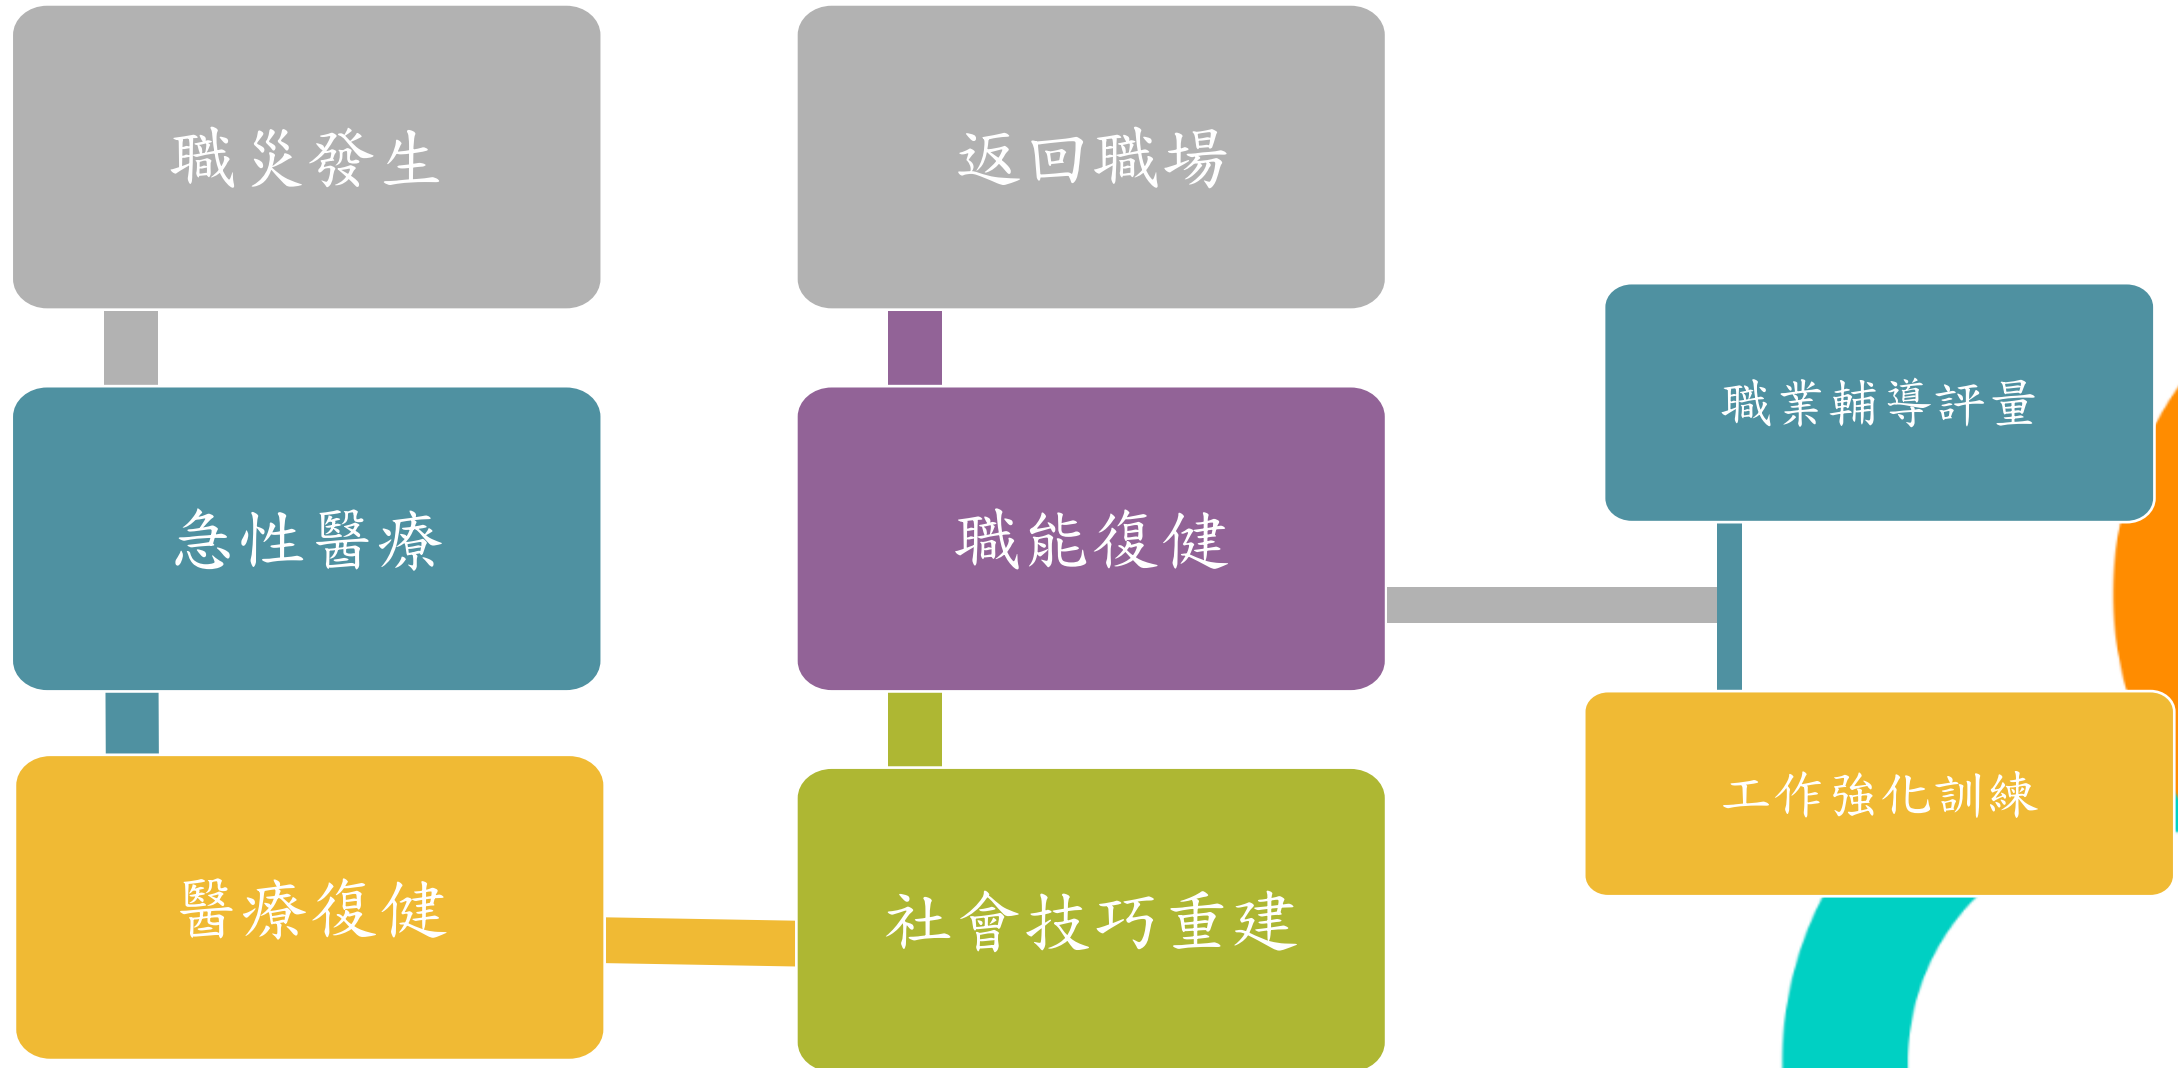 職災發生
急性醫療
醫療復健
社會技巧重建
職能復健
返回職場
職業輔導評量
工作強化訓練